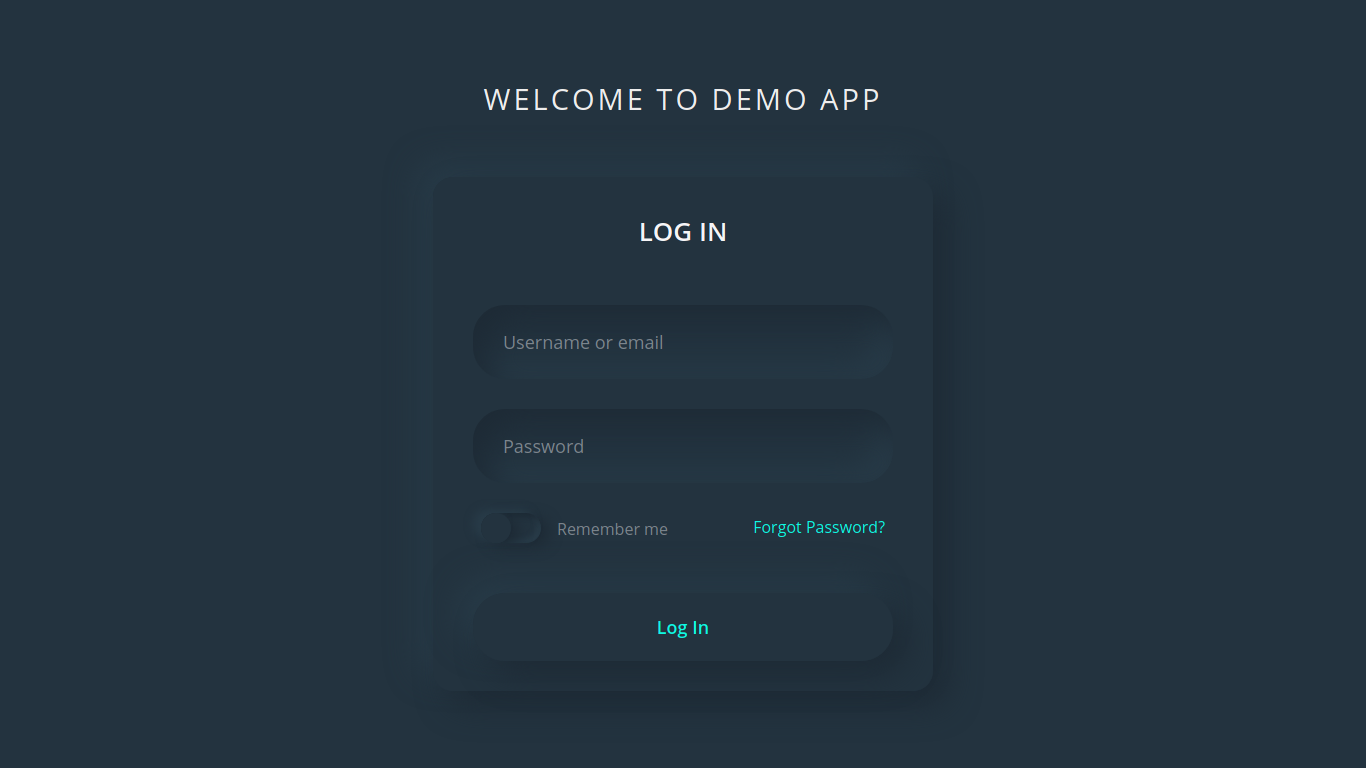 WELCOME TO DEMO APP
LOG IN
Username or email
Password
Remember me
Forgot Password?
Log In